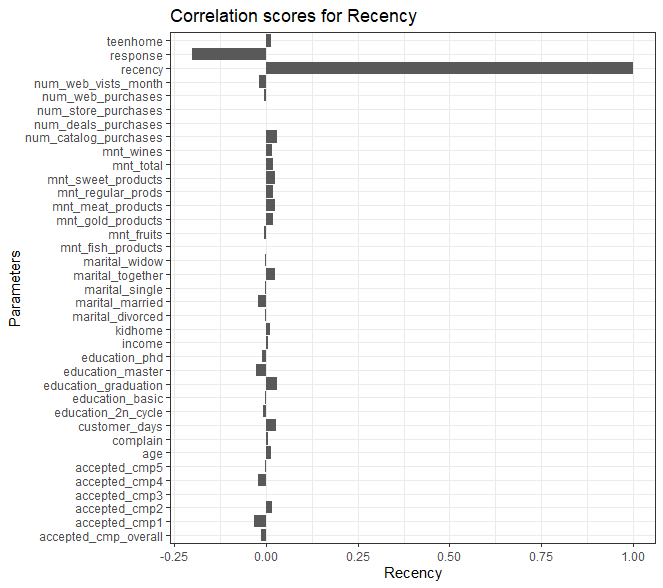 Correlation scores for Recency
teenhome
response
recency
num_web_vists_month
num_web_purchases
num_store_purchases
num_deals_purchases
num_catalog_purchases
mnt_wines
mnt_total
mnt_sweet_products
mnt_regular_prods
mnt_meat_products
mnt_gold_products
mnt_fruits
mnt_fish_products
marital_widow
marital_together
marital_single
marital_married
marital_divorced
kidhome
income
education_phd
education_master
education_graduation
education_basic
education_2n_cycle
customer_days
complain
age
accepted_cmp5
accepted_cmp4
accepted_cmp3
accepted_cmp2
accepted_cmp1
accepted_cmp_overall
Parameters
-0.25 0.00 0.25 0.50 0.75 1.00
Recency